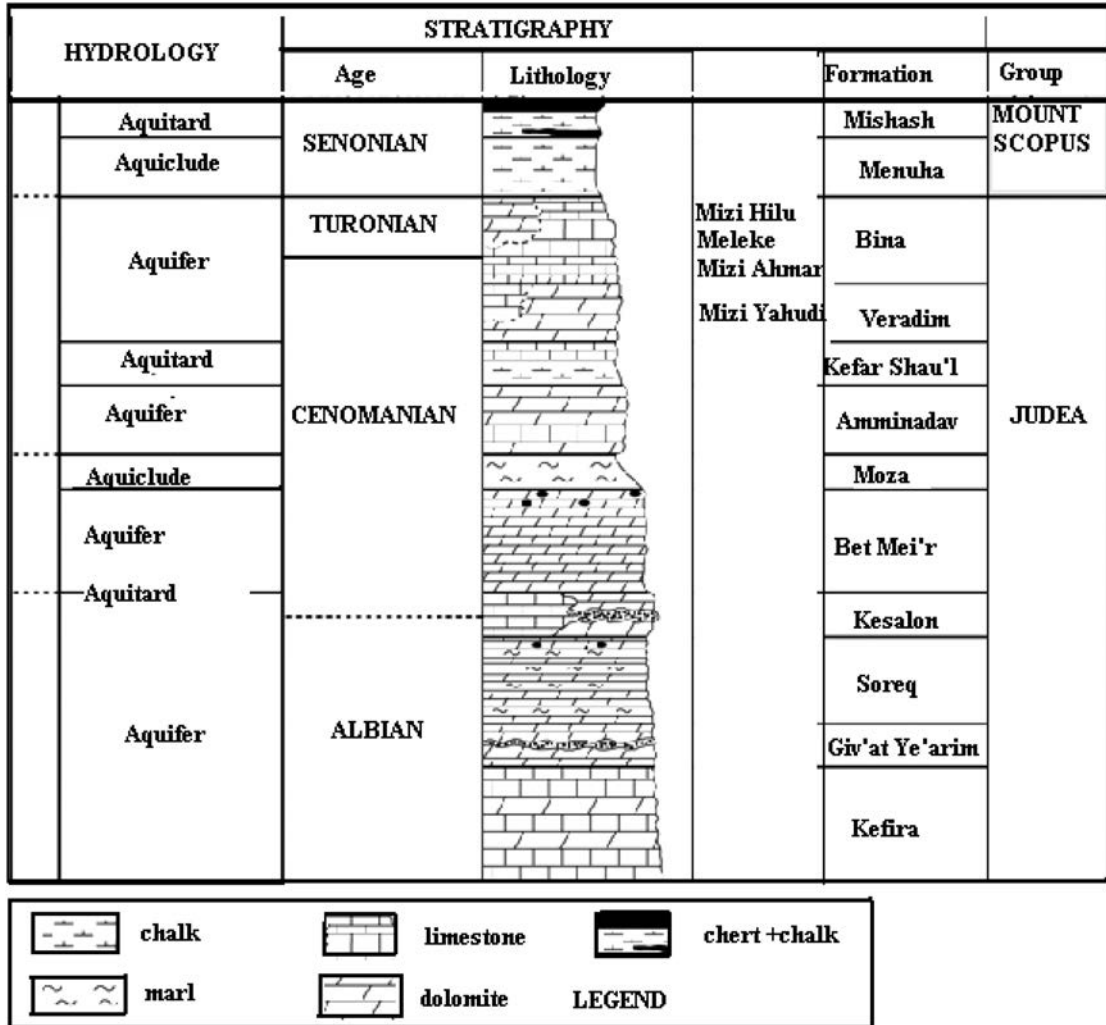 STRATIGRAPHY
HYDROLOGY
Age
Lithology
Formation
Group
Aquitard
SENONIAN
Mishash
MOUNT
SCOPUS
Aquiclude
Menuha
Aquifer
TURONIAN
Mizi Hilu
Meleke
Mizi Ahmar
Bina
Mizi Yahudi
Veradim
Aquitard
Kefar Shau'l
Aquifer
CENOMANIAN
Amminadav
JUDEA
Aquiclude
Moza
Aquifer
Bet Mei'r
Aquitard
Kesalon
Soreq
Aquifer
ALBIAN
Giv'at Ye'arim
Kefira
chalk
limestone
chert +chalk
marl
dolomite
LEGEND